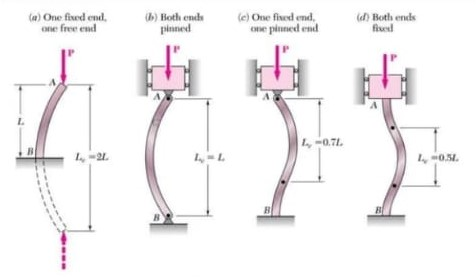 (a) One fixed end,
one free end
(b) Both ends
pinned
(c) One fixed end,
one pinned end
(d) Both ends
fixed
P
P
P
P
A
A
A
A
L
Le =2L
Le = L
Le =0.7L
Le =0.5L
B
B
B
B